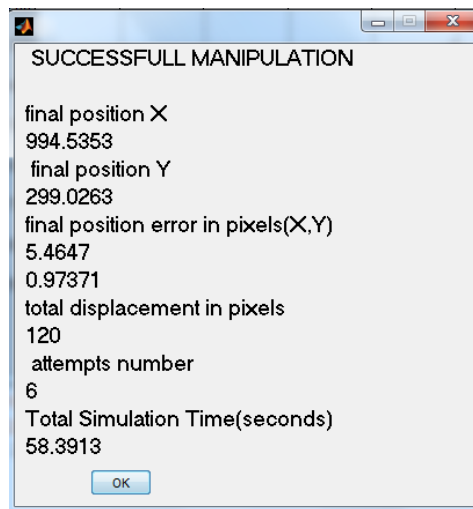 SUCCESSFULL MANIPULATION
final position X
994.5353
final position Y
299.0263
final position error in pixels(X,Y)
5.4647
0.97371
total displacement in pixels
120
attempts number
6
Total Simulation Time(seconds)
58.3913
OK